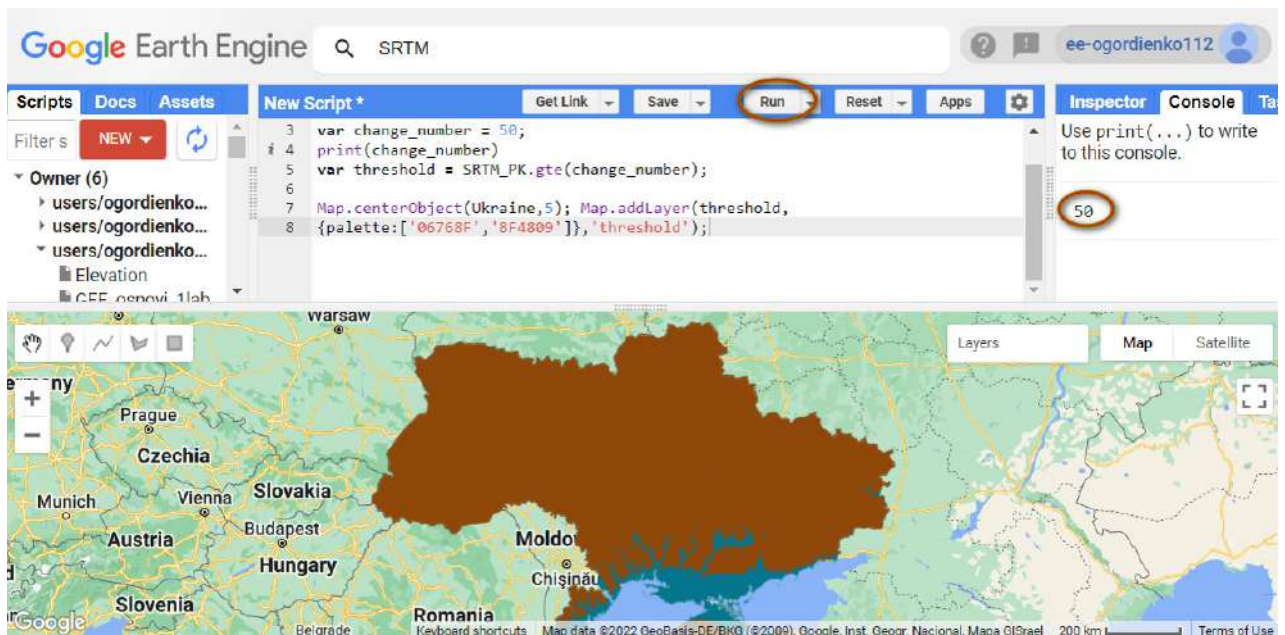 Google Earth Engine
SRTM
ee-ogordienko112
Scripts Docs Assets
Filter s
NEW
Owner (6)
users/ogordienko...
users/ogordienko...
users/ogordienko...
Elevation
GEE_osnovi_1lab
New Script *
Get Link
Save
Run
Reset
Apps
3 var change_number = 50;
i 4 print(change_number)
5 var threshold = SRTM_PK.gte(change_number);
6
7 Map.centerObject(Ukraine,5); Map.addLayer(threshold,
8 {palette:['06768F','8F4809']},'threshold');
Inspector Console Ta
Use print(...) to write
to this console.
50
Layers
Map
Satellite
Warsaw
Prague
Czechia
Munich
Vienna
Slovakia
Austria
Budapest
Hungary
Moldo
Chișinău
Slovenia
Romania
Belgrade
Google
Keyboard shortcuts
Map data ©2022 GeoBasis-DE/BKG (©2009), Google, Inst. Geogr. Nacional, Mapa GISrael
200 km
Terms of Use